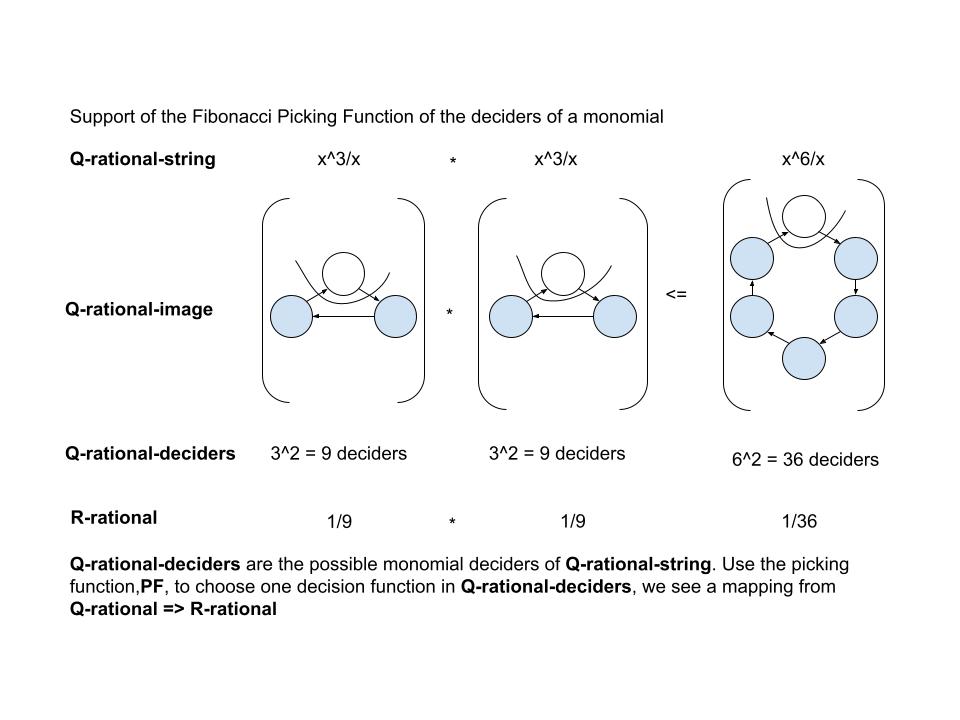 Support of the Fibonacci Picking Function of the deciders of a monomial
Q-rational-string x^3/x * x^3/x x^6/x
Q-rational-image * <=
Q-rational-deciders 3^2 = 9 deciders 3^2 = 9 deciders 6^2 = 36 deciders
R-rational 1/9 * 1/9 1/36
Q-rational-deciders are the possible monomial deciders of Q-rational-string. Use the picking
function,PF, to choose one decision function in Q-rational-deciders, we see a mapping from
Q-rational => R-rational